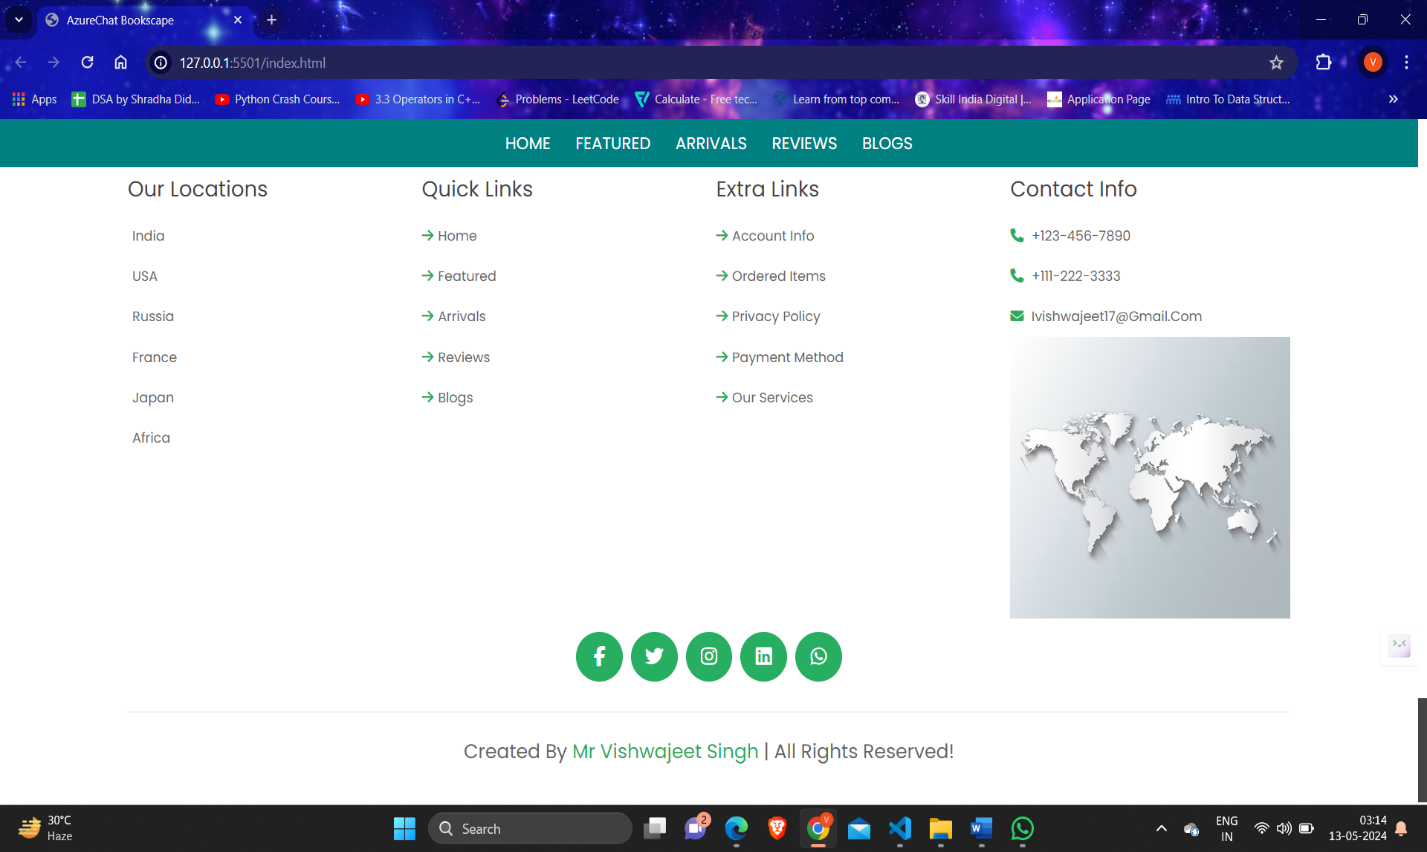 AzureChat Bookscape
127.0.0.1:5501/index.html
V
Apps
DSA by Shradha Did...
Python Crash Cours...
3.3 Operators in C+...
Problems - LeetCode
Calculate - Free tec...
Learn from top com...
Skill India Digital |...
Application Page
Intro To Data Struct...
»
HOME FEATURED ARRIVALS REVIEWS BLOGS
Our Locations
India
USA
Russia
France
Japan
Africa
Quick Links
Home
Featured
Arrivals
Reviews
Blogs
Extra Links
Account Info
Ordered Items
Privacy Policy
Payment Method
Our Services
Contact Info
+123-456-7890
+111-222-3333
Ivishwajeet17@Gmail.Com
Created By Mr Vishwajeet Singh | All Rights Reserved!
30°C
Haze
Search
2
V
ENG
IN
03:14
13-05-2024